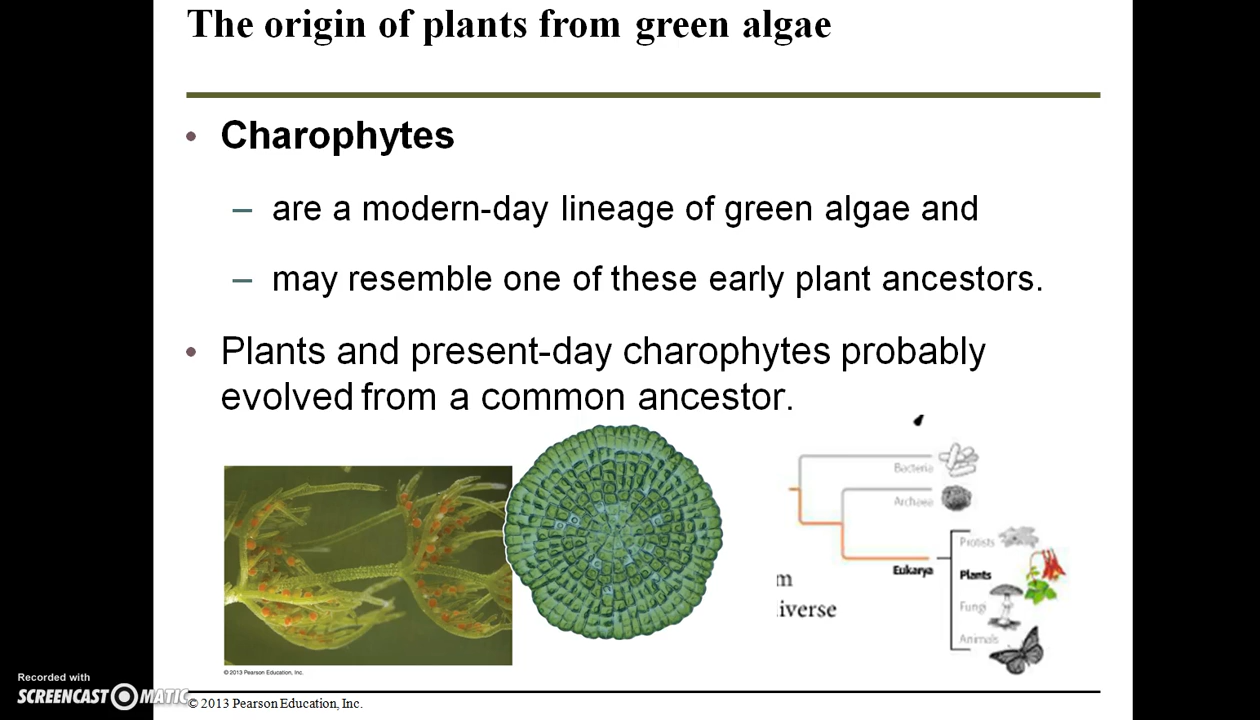 The origin of plants from green algae
• Charophytes
– are a modern-day lineage of green algae and
– may resemble one of these early plant ancestors.
• Plants and present-day charophytes probably
evolved from a common ancestor.
Bacteria
Archaea
Protists
Eukarya
Plants
m
iverse
Fungi
Animals
© 2013 Pearson Education, Inc.
Recorded with
SCREENCAST MATIC
© 2013 Pearson Education, Inc.